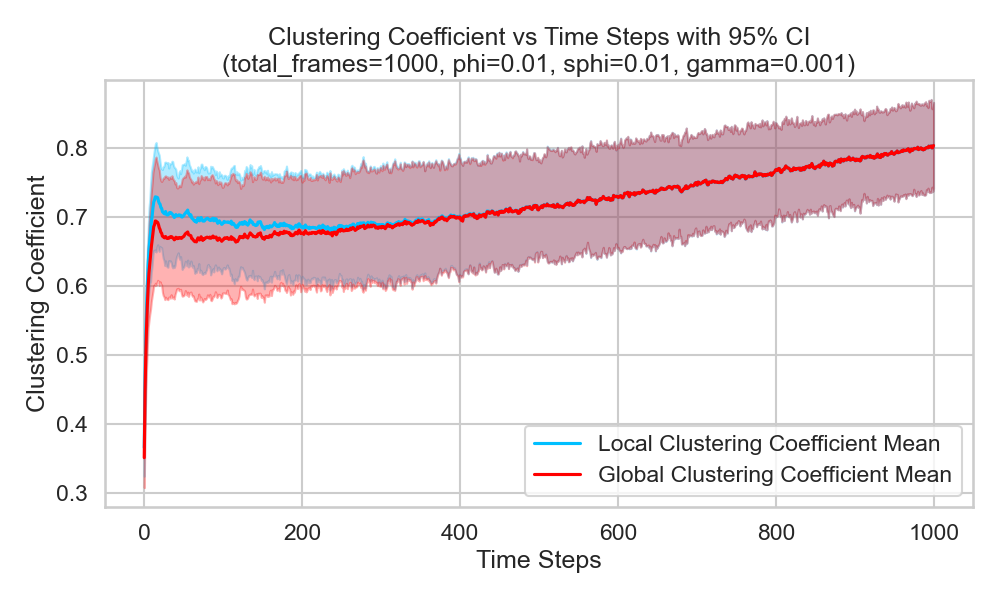 Clustering Coefficient vs Time Steps with 95% CI
(total_frames=1000, phi=0.01, sphi=0.01, gamma=0.001)
Clustering Coefficient
0.8
0.7
0.6
0.5
0.4
0.3
Local Clustering Coefficient Mean
Global Clustering Coefficient Mean
0 200 400 600 800 1000
Time Steps